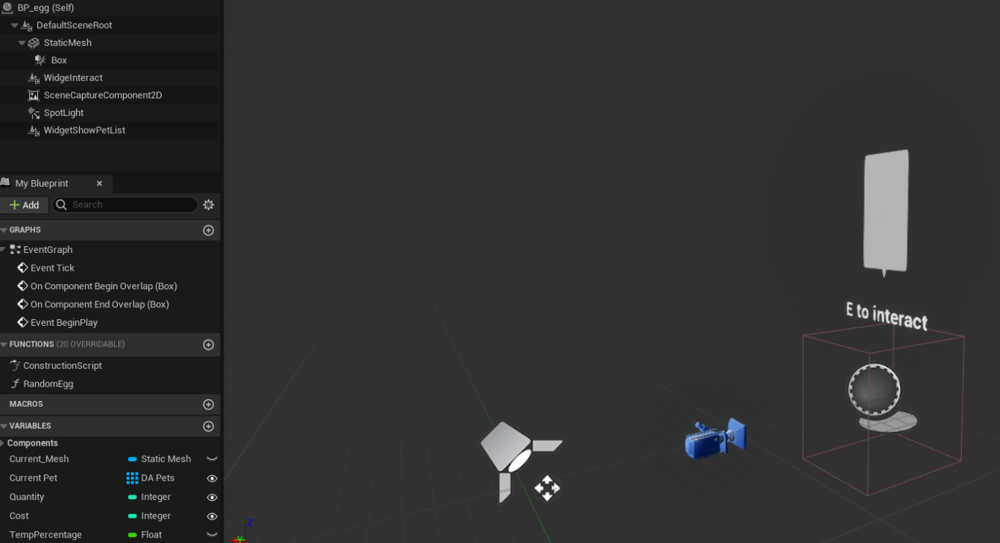 BP_egg (Self)
DefaultSceneRoot
StaticMesh
Box
WidgeInteract
SceneCaptureComponent2D
SpotLight
WidgetShowPetList
My Blueprint
Add Search
GRAPHS
EventGraph
Event Tick
On Component Begin Overlap (Box)
On Component End Overlap (Box)
Event BeginPlay
FUNCTIONS (20 OVERRIDABLE)
ConstructionScript
RandomEgg
MACROS
VARIABLES
Components
Current_Mesh Static Mesh
Current Pet DA Pets
Quantity Integer
Cost Integer
TempPercentage Float
E to interact
Z
Y